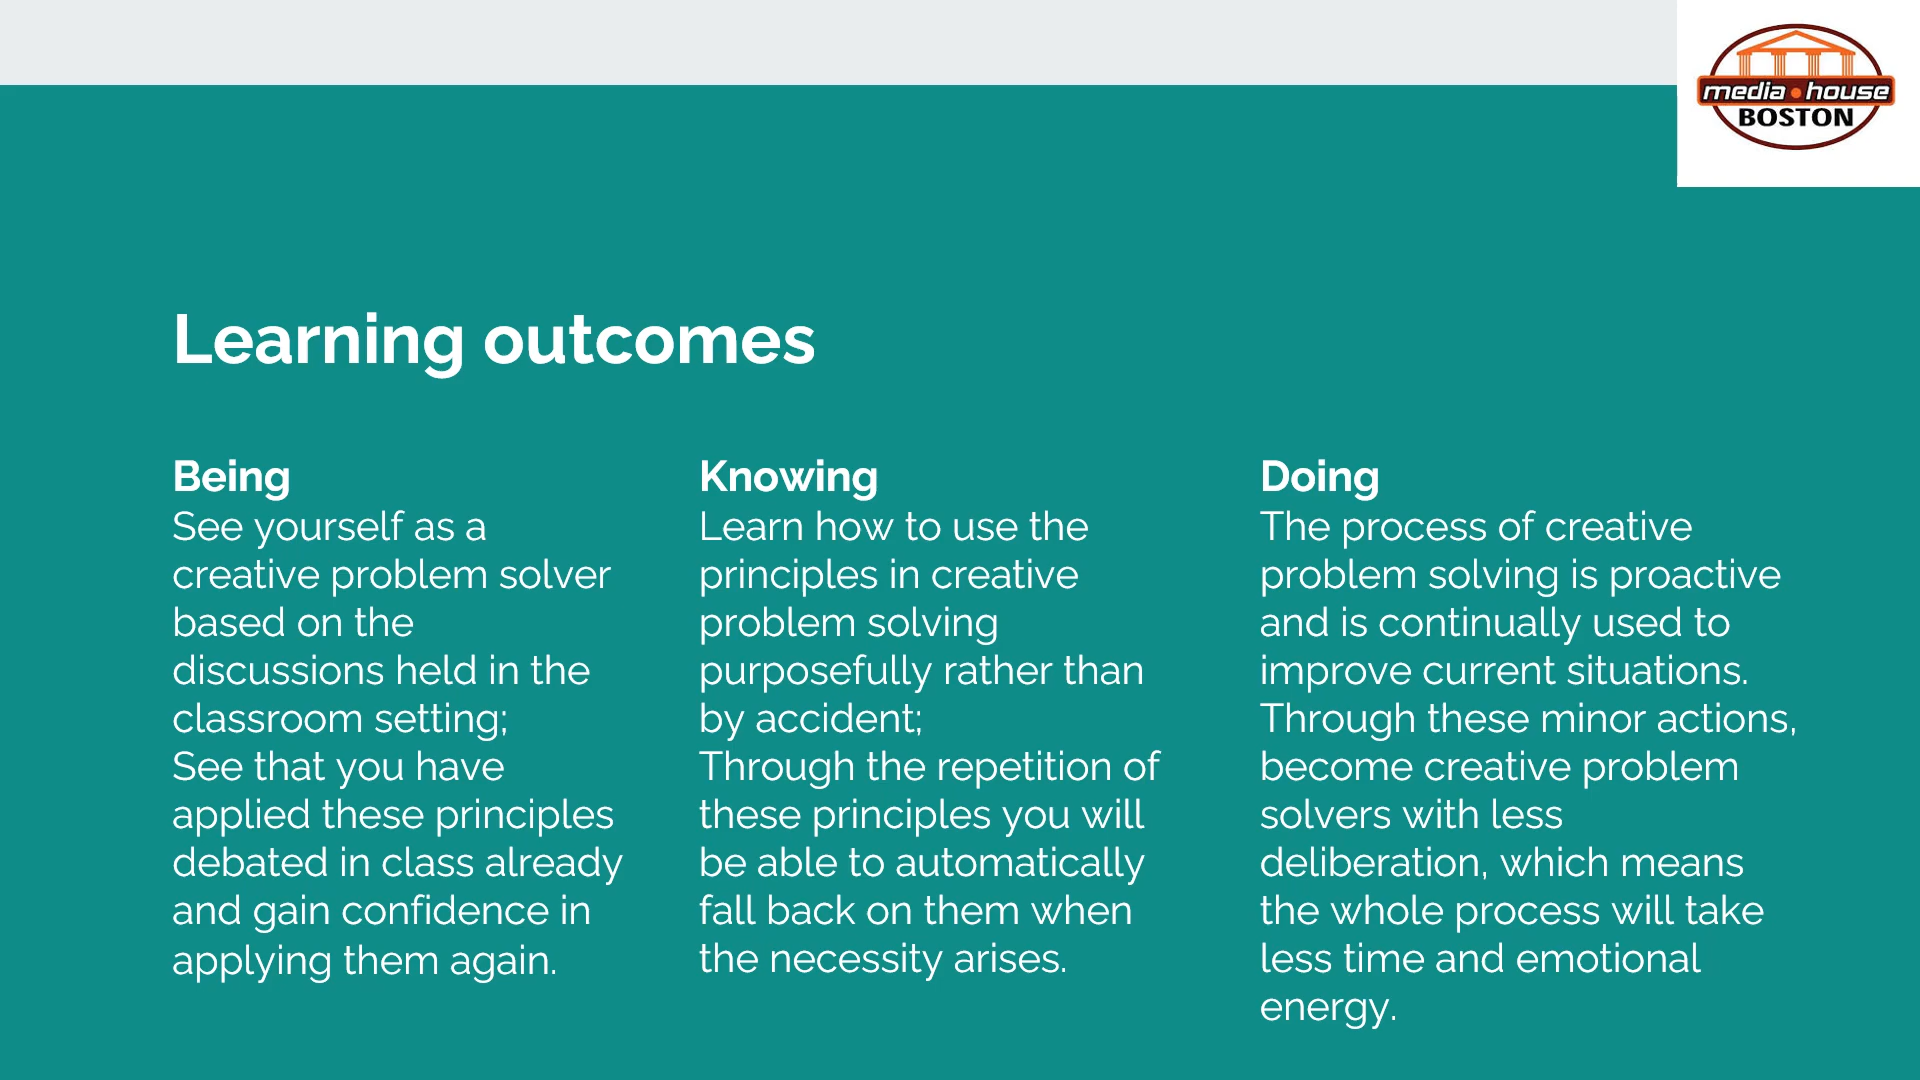 media house
BOSTON
Learning outcomes
Being
See yourself as a
creative problem solver
based on the
discussions held in the
classroom setting;
See that you have
applied these principles
debated in class already
and gain confidence in
applying them again.
Knowing
Learn how to use the
principles in creative
problem solving
purposefully rather than
by accident;
Through the repetition of
these principles you will
be able to automatically
fall back on them when
the necessity arises.
Doing
The process of creative
problem solving is proactive
and is continually used to
improve current situations.
Through these minor actions,
become creative problem
solvers with less
deliberation, which means
the whole process will take
less time and emotional
energy.